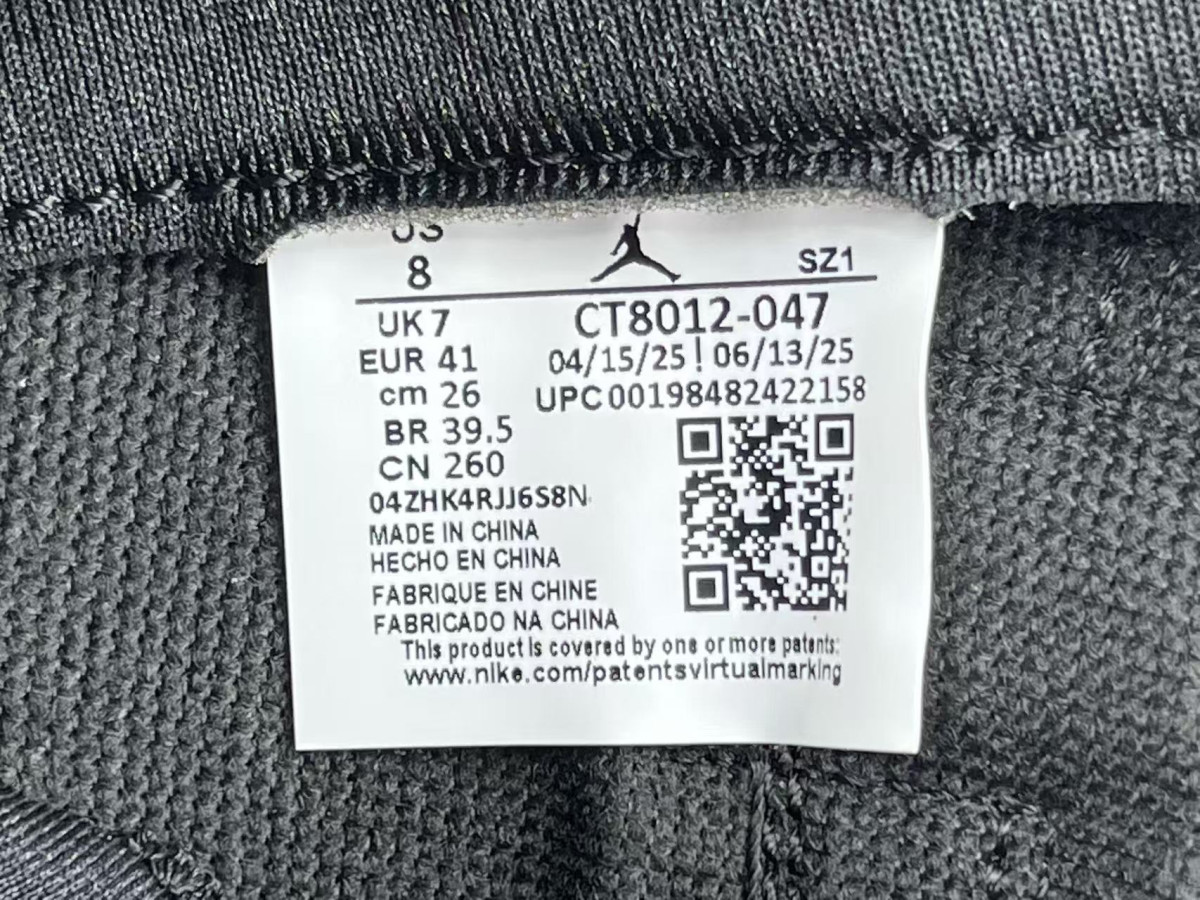 US
8
SZ1
UK 7
CT8012-047
EUR 41
04/15/25 ! 06/13/25
cm 26
UPC 00198482422158
BR 39.5
CN 260
04ZHK4RJJ6S8N
MADE IN CHINA
HECHO EN CHINA
FABRIQUE EN CHINE
FABRICADO NA CHINA
This product is covered by one or more patents:
www.nike.com/patentsvirtualmarking